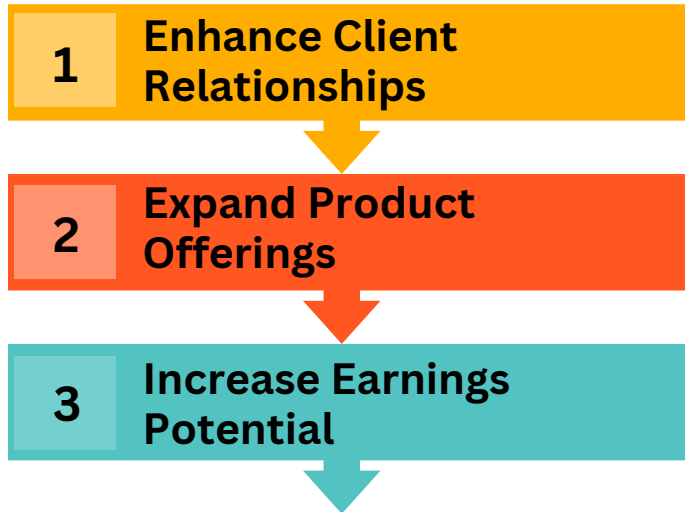 1
Enhance Client
Relationships
2
Expand Product
Offerings
3
Increase Earnings
Potential